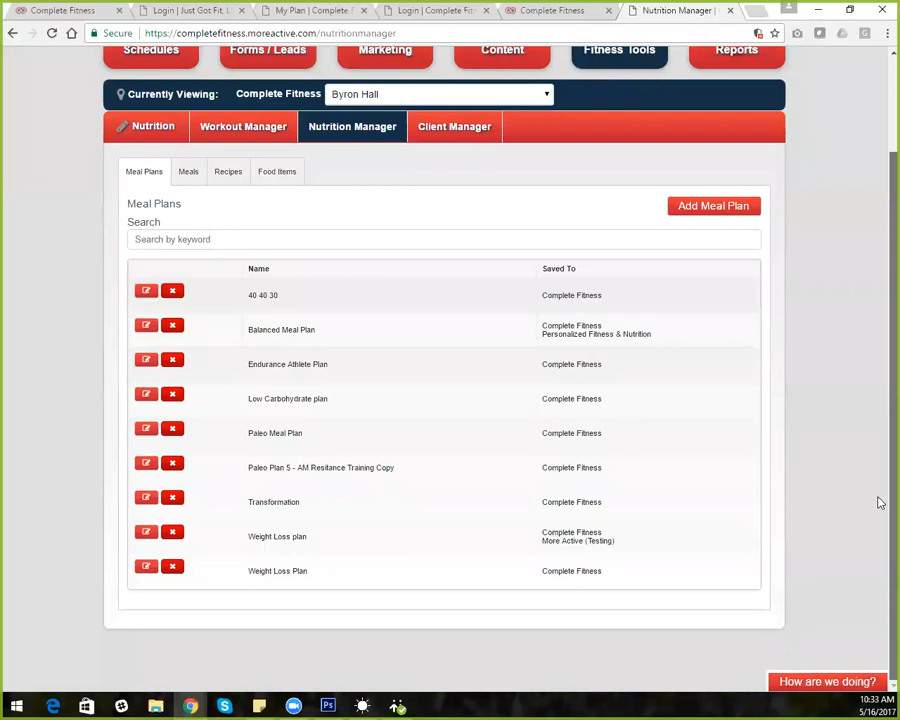 Complete Fitness
Login | Just Got Fit, L
My Plan | Complete F
Login | Complete Fitn
Complete Fitness
Nutrition Manager |
Secure | https://completefitness.moreactive.com/nutritionmanager
Schedules
Forms / Leads
Marketing
Content
Fitness Tools
Reports
Currently Viewing: Complete Fitness Byron Hall
Nutrition
Workout Manager
Nutrition Manager
Client Manager
Meal Plans
Meals
Recipes
Food Items
Meal Plans
Add Meal Plan
Search
Search by keyword
Name Saved To
40 40 30 Complete Fitness
Balanced Meal Plan Complete Fitness
Personalized Fitness & Nutrition
Endurance Athlete Plan Complete Fitness
Low Carbohydrate plan Complete Fitness
Paleo Meal Plan Complete Fitness
Paleo Plan 5 - AM Resitance Training Copy Complete Fitness
Transformation Complete Fitness
Weight Loss plan Complete Fitness
More Active (Testing)
Weight Loss Plan Complete Fitness
How are we doing?
Ps
10:33 AM
5/16/2017